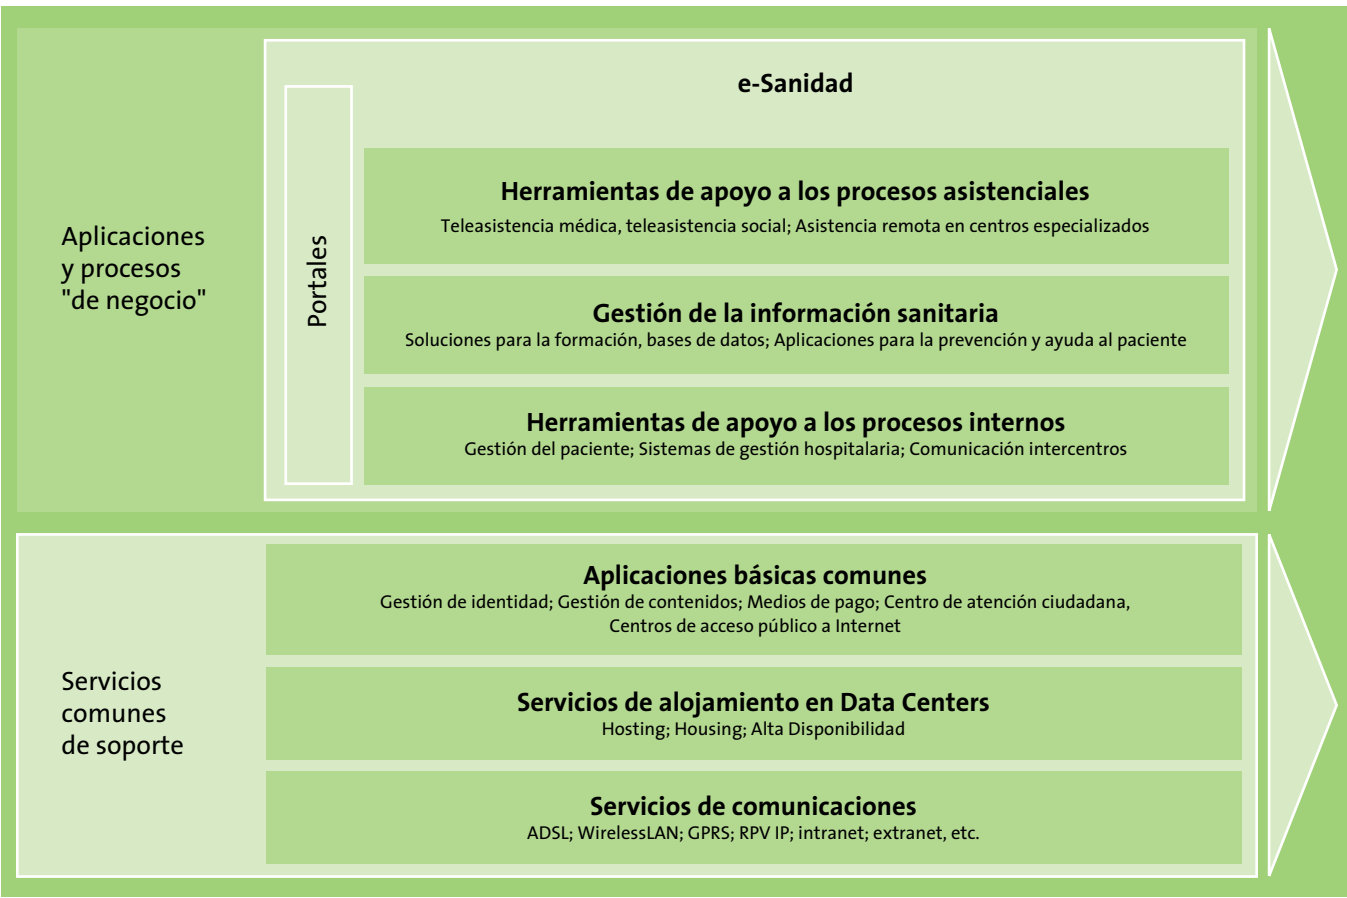 e-Sanidad
Aplicaciones
y procesos
"de negocio"
Portales
Herramientas de apoyo a los procesos asistenciales
Teleasistencia médica, teleasistencia social; Asistencia remota en centros especializados
Gestión de la información sanitaria
Soluciones para la formación, bases de datos; Aplicaciones para la prevención y ayuda al paciente
Herramientas de apoyo a los procesos internos
Gestión del paciente; Sistemas de gestión hospitalaria; Comunicación intercentros
Servicios
comunes
de soporte
Aplicaciones básicas comunes
Gestión de identidad; Gestión de contenidos; Medios de pago; Centro de atención ciudadana,
Centros de acceso público a Internet
Servicios de alojamiento en Data Centers
Hosting; Housing; Alta Disponibilidad
Servicios de comunicaciones
ADSL; WirelessLAN; GPRS; RPV IP; intranet; extranet, etc.